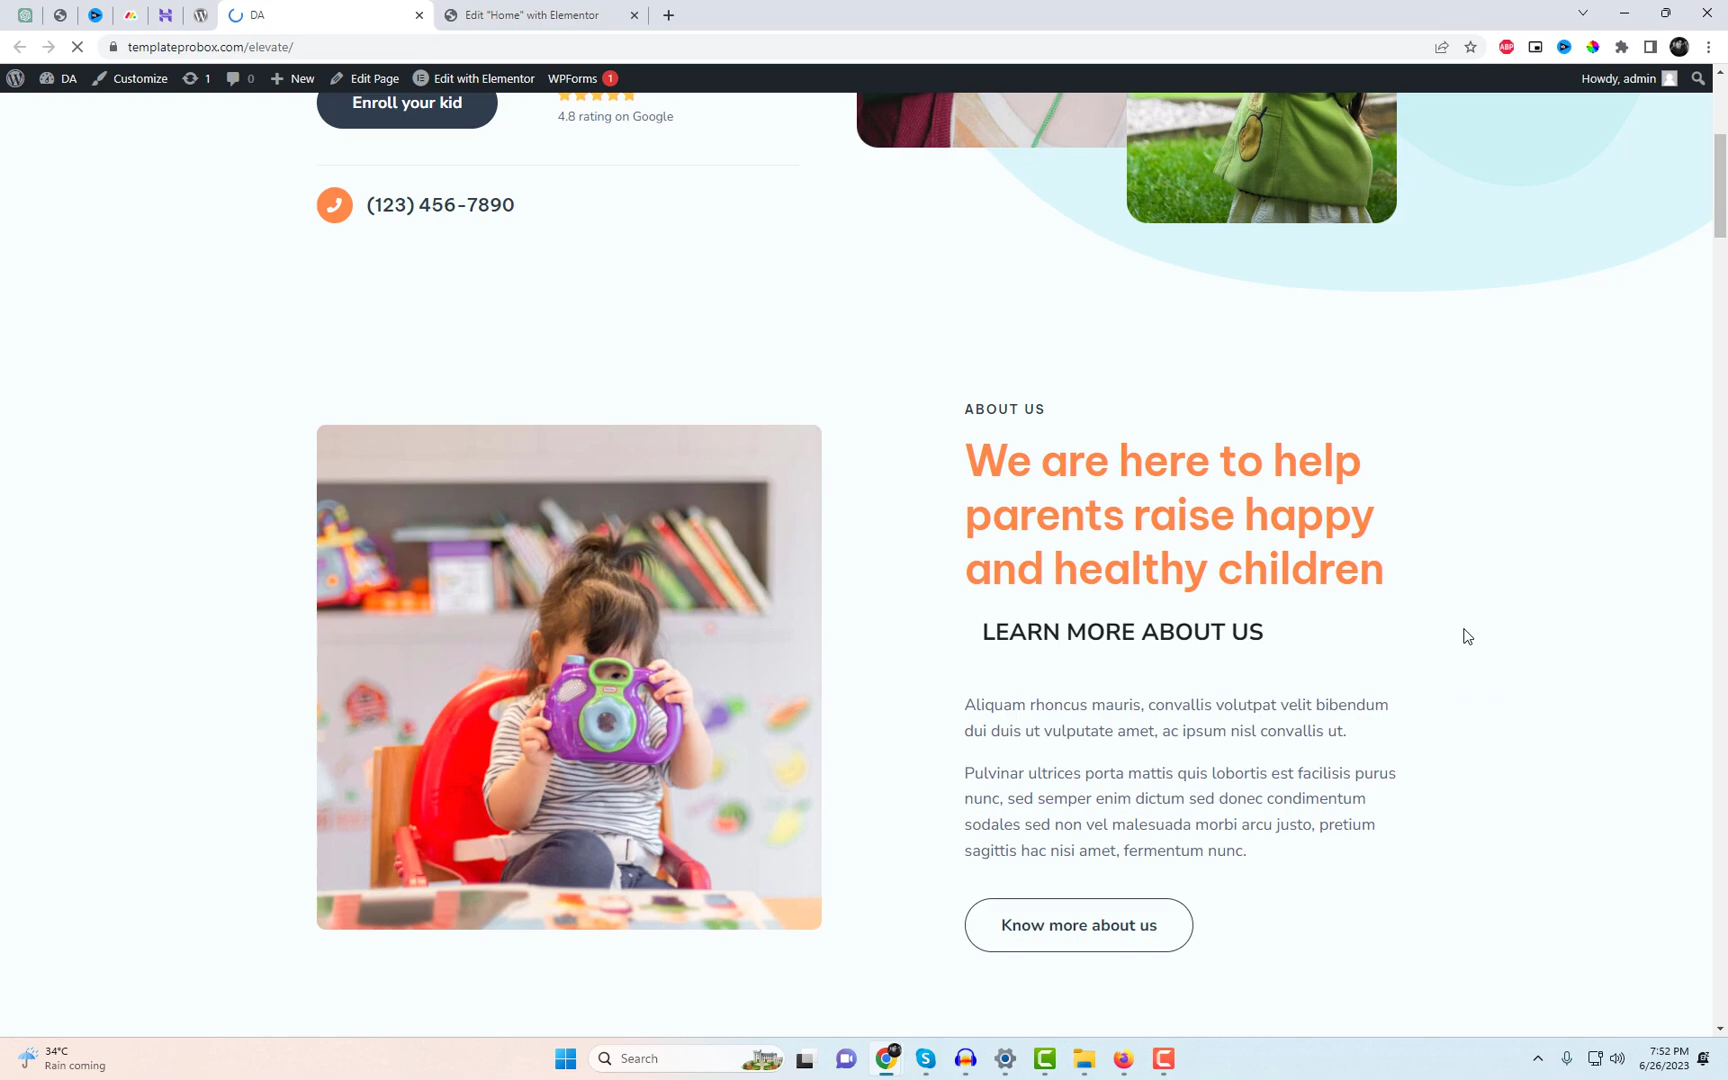 DA
Edit "Home" with Elementor
templateprobox.com/elevate/
ABP
DA
Customize
1
0
New
Edit Page
Edit with Elementor
WPForms
1
Howdy, admin
Enroll your kid
4.8 rating on Google
(123) 456-7890
ABOUT US
We are here to help
parents raise happy
and healthy children
LEARN MORE ABOUT US
Aliquam rhoncus mauris, convallis volutpat velit bibendum
dui duis ut vulputate amet, ac ipsum nisl convallis ut.
Pulvinar ultrices porta mattis quis lobortis est facilisis purus
nunc, sed semper enim dictum sed donec condimentum
sodales sed non vel malesuada morbi arcu justo, pretium
sagittis hac nisi amet, fermentum nunc.
Know more about us
34°C
Rain coming
Search
7:52 PM
6/26/2023